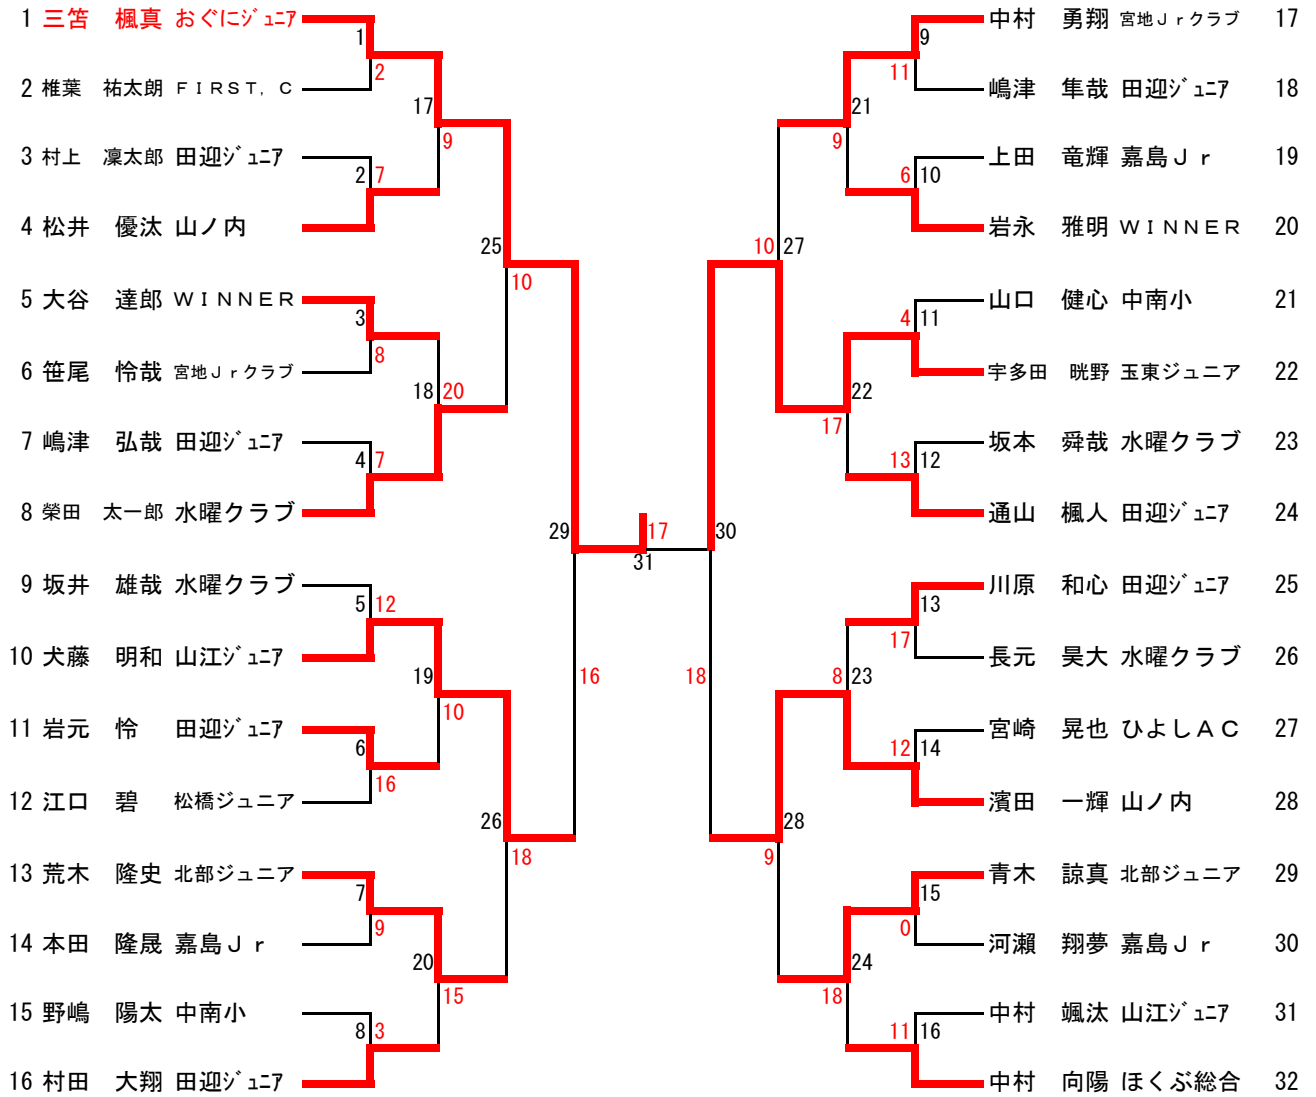 1 三笘 楓真 おぐにｼﾞｭﾆｱ
2 椎葉 祐太朗 ＦＩＲＳＴ，Ｃ
3 村上 凜太郎 田迎ｼﾞｭﾆｱ
4 松井 優汰 山ノ内
5 大谷 達郎 ＷＩＮＮＥＲ
6 笹尾 怜哉 宮地Ｊｒクラブ
7 嶋津 弘哉 田迎ｼﾞｭﾆｱ
8 榮田 太一郎 水曜クラブ
9 坂井 雄哉 水曜クラブ
10 犬藤 明和 山江ｼﾞｭﾆｱ
11 岩元 怜 田迎ｼﾞｭﾆｱ
12 江口 碧 松橋ジュニア
13 荒木 隆史 北部ジュニア
14 本田 隆晟 嘉島Ｊｒ
15 野嶋 陽太 中南小
16 村田 大翔 田迎ｼﾞｭﾆｱ
1
2
2 7
3
8
4 7
5 12
6
16
7
9
8 3
17
9
18 20
19
10
20
15
25
10
26
18
29
16
31
17
30
18
10 27
28
9
21
9
22
17
8 23
24
18
9
11
6 10
4 11
13 12
13
17
12 14
15
0
11 16
中村 勇翔 宮地Ｊｒクラブ 17
嶋津 隼哉 田迎ｼﾞｭﾆｱ 18
上田 竜輝 嘉島Ｊｒ 19
岩永 雅明 ＷＩＮＮＥＲ 20
山口 健心 中南小 21
宇多田 晄野 玉東ジュニア 22
坂本 舜哉 水曜クラブ 23
通山 楓人 田迎ｼﾞｭﾆｱ 24
川原 和心 田迎ｼﾞｭﾆｱ 25
長元 昊大 水曜クラブ 26
宮崎 晃也 ひよしＡＣ 27
濱田 一輝 山ノ内 28
青木 諒真 北部ジュニア 29
河瀬 翔夢 嘉島Ｊｒ 30
中村 颯汰 山江ｼﾞｭﾆｱ 31
中村 向陽 ほくぶ総合 32